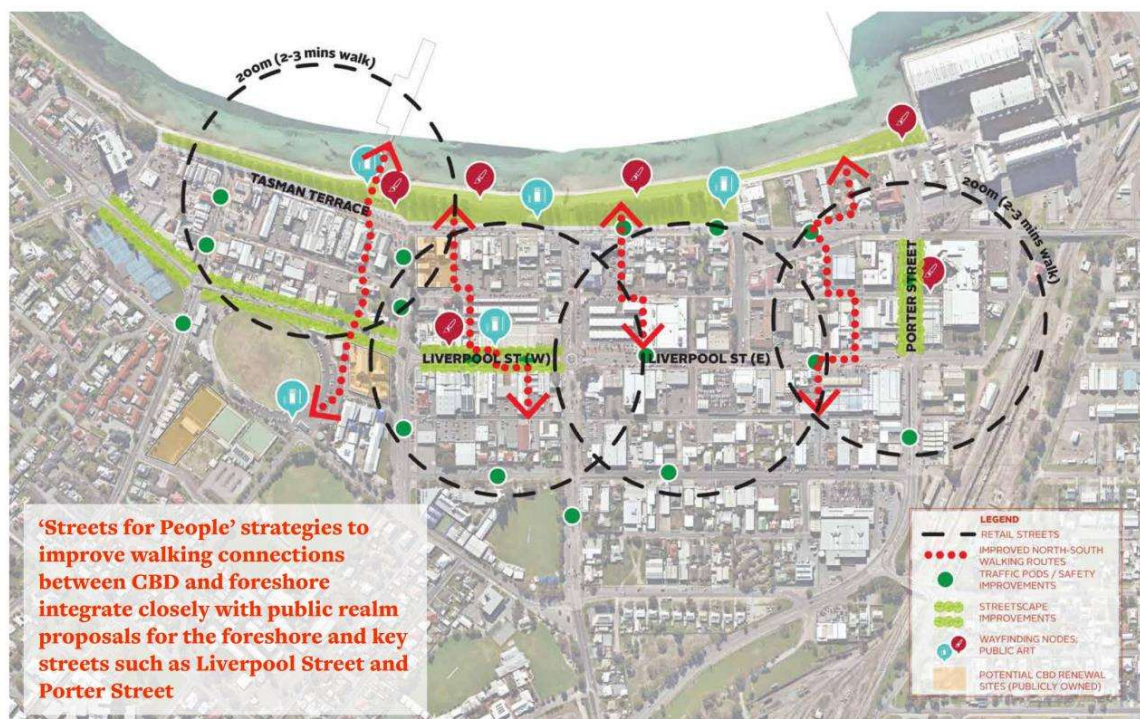 200m (2-3 mins walk)
TASMAN TERRACE
200m (2-3 mins walk)
PORTER STREET
LIVERPOOL ST (W)
LIVERPOOL ST (E)
'Streets for People' strategies to
improve walking connections
between CBD and foreshore
integrate closely with public realm
proposals for the foreshore and key
streets such as Liverpool Street and
Porter Street
LEGEND
RETAIL STREETS
IMPROVED NORTH-SOUTH
WALKING ROUTES
TRAFFIC PODS / SAFETY
IMPROVEMENTS
STREETSCAPE
IMPROVEMENTS
WAYFINDING NODES;
PUBLIC ART
POTENTIAL CBD RENEWAL
SITES (PUBLICLY OWNED)